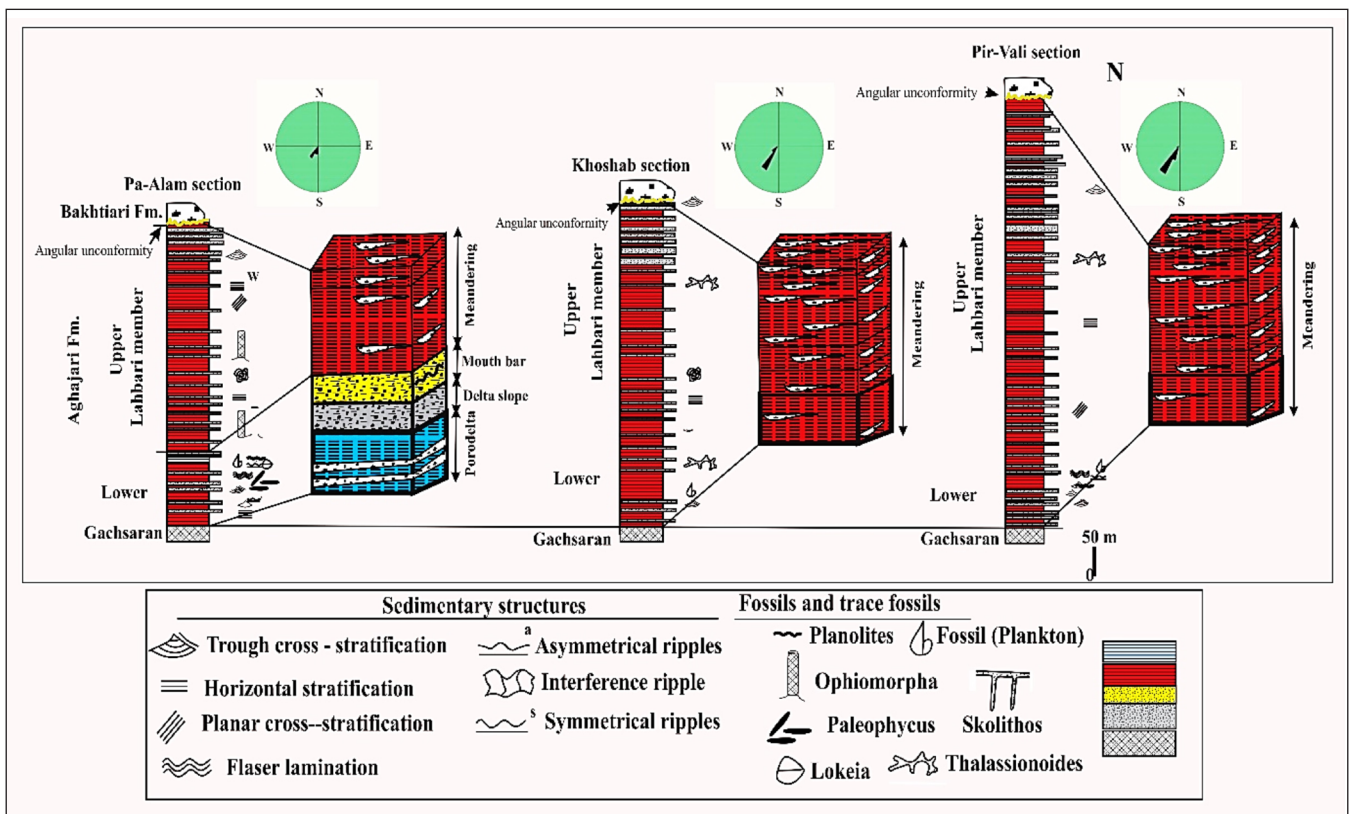 Pir-Vali section
N
Angular unconformity
N
W
E
S
N
W
E
S
N
W
E
S
Khoshab section
Angular unconformity
Pa-Alam section
Bakhtiari Fm.
Angular unconformity
W
Aghajari Fm.
Upper
Lahbari member
Lower
Gachsaran
Meandering
Mouth bar
Delta slope
Porodelta
Upper
Lahbari member
Lower
Gachsaran
Meandering
Upper
Lahbari member
Lower
Gachsaran
Meandering
50 m
0
Sedimentary structures
Trough cross - stratification
Horizontal stratification
Planar cross--stratification
Flaser lamination
a
Asymmetrical ripples
Interference ripple
s
Symmetrical ripples
Fossils and trace fossils
Planolites
Fossil (Plankton)
Ophiomorpha
Paleophycus
Skolithos
Lokeia
Thalassionoides